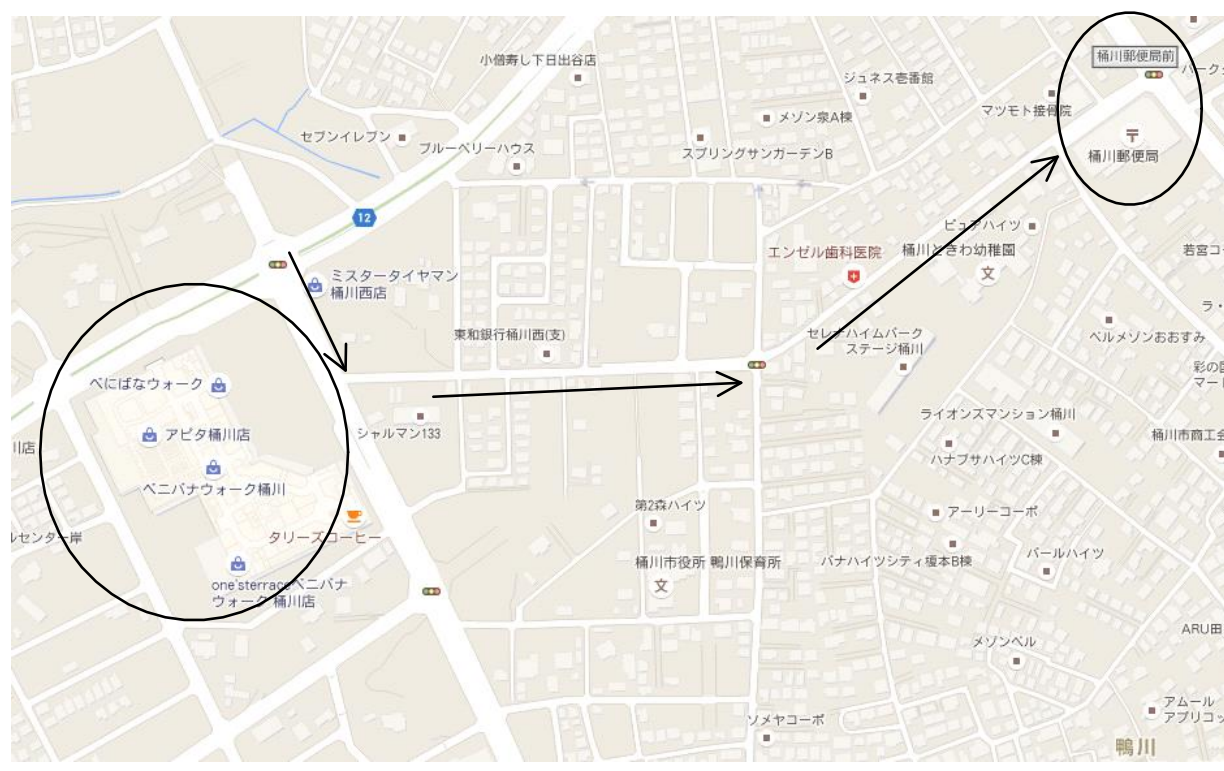 桶川郵便局前
パーク
小僧寿し下日出谷店
ジュネス壱番館
マツモト接骨院
メゾン泉A棟
セブンイレブン
ブルーベリーハウス
スプリングサンガーデンB
桶川郵便局
12
ピュアハイツ
エンゼル歯科医院
桶川ときわ幼稚園
若宮コー
ミスタータイヤマン
桶川西店
ラ・
東和銀行桶川西(支)
セレナハイムパーク
ステージ桶川
ベルメゾンおおすみ
彩の国
マー
べにばなウォーク
アピタ桶川店
シャルマン133
ライオンズマンション桶川
桶川市商工会
川店
ハナブサハイツC棟
ベニバナウォーク桶川
第2森ハイツ
アーリーコーポ
ルセンター岸
タリーズコーヒー
桶川市役所 鴨川保育所
バナハイツシティ榎本B棟
パールハイツ
one'sterraceベニバナ
ウォーク 桶川店
メゾンベル
ARU田
アムール
アプリコッ
ソメヤコーポ
鴨川